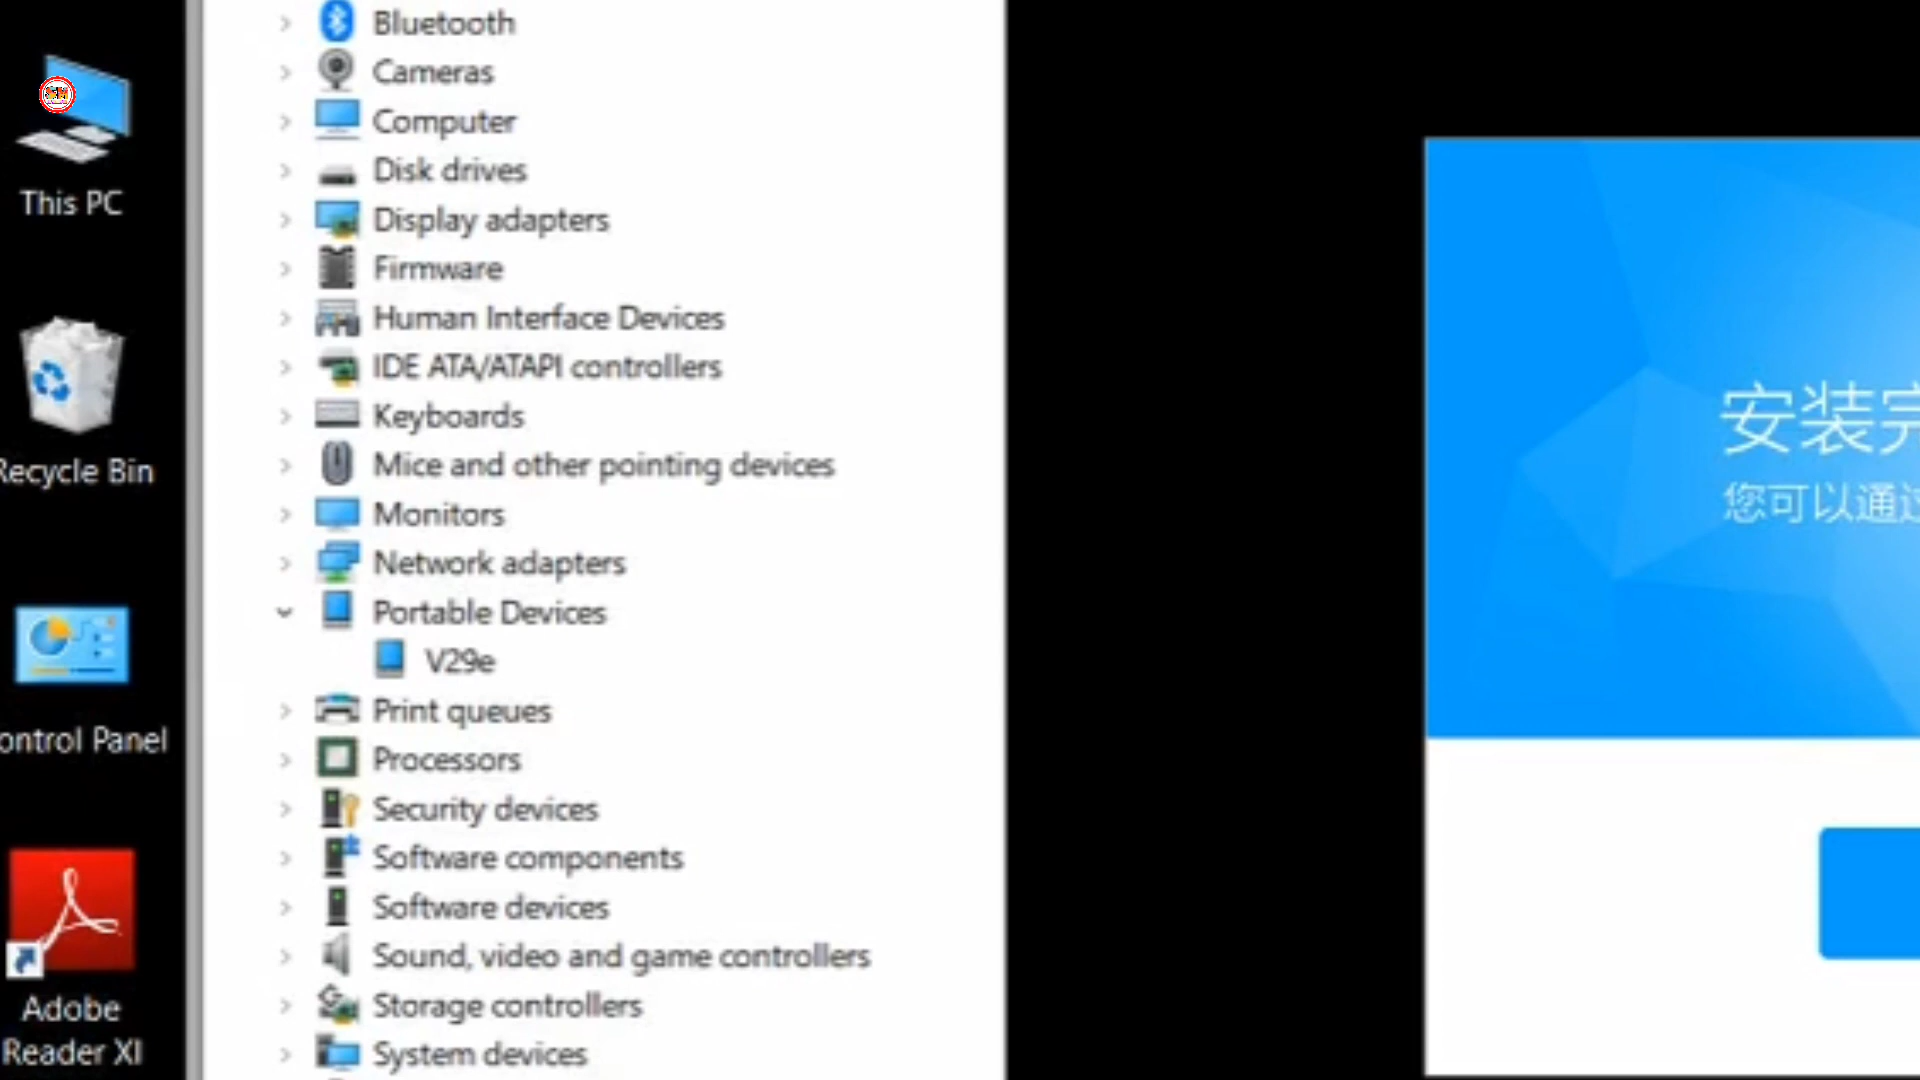 This PC
Recycle Bin
ontrol Panel
Adobe
Reader XI
Bluetooth
Cameras
Computer
Disk drives
Display adapters
Firmware
Human Interface Devices
IDE ATA/ATAPI controllers
Keyboards
Mice and other pointing devices
Monitors
Network adapters
Portable Devices
V29e
Print queues
Processors
Security devices
Software components
Software devices
Sound, video and game controllers
Storage controllers
System devices
安装完
您可以通过